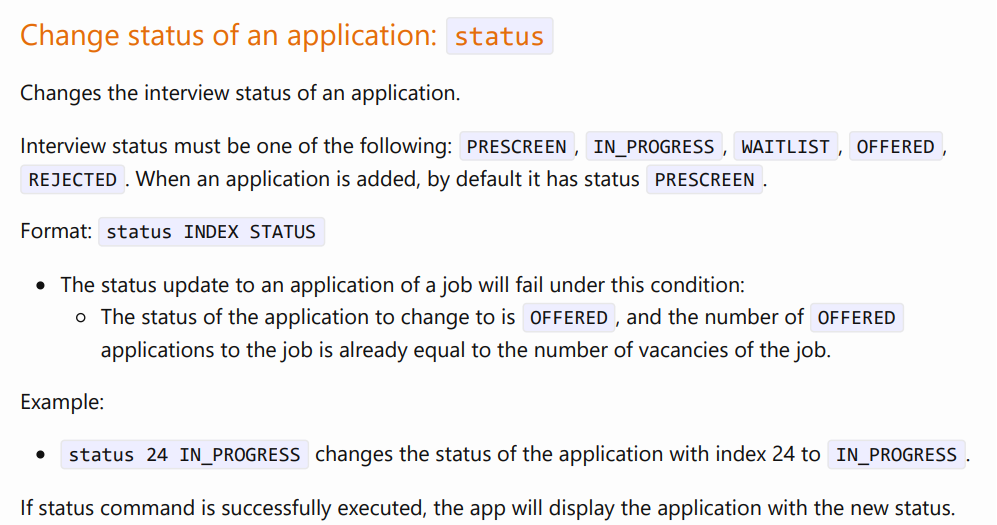 Change status of an application: status
Changes the interview status of an application.
Interview status must be one of the following: PRESCREEN, IN_PROGRESS, WAITLIST, OFFERED,
REJECTED. When an application is added, by default it has status PRESCREEN.
Format: status INDEX STATUS
• The status update to an application of a job will fail under this condition:
○ The status of the application to change to is OFFERED, and the number of OFFERED
applications to the job is already equal to the number of vacancies of the job.
Example:
• status 24 IN_PROGRESS changes the status of the application with index 24 to IN_PROGRESS.
If status command is successfully executed, the app will display the application with the new status.